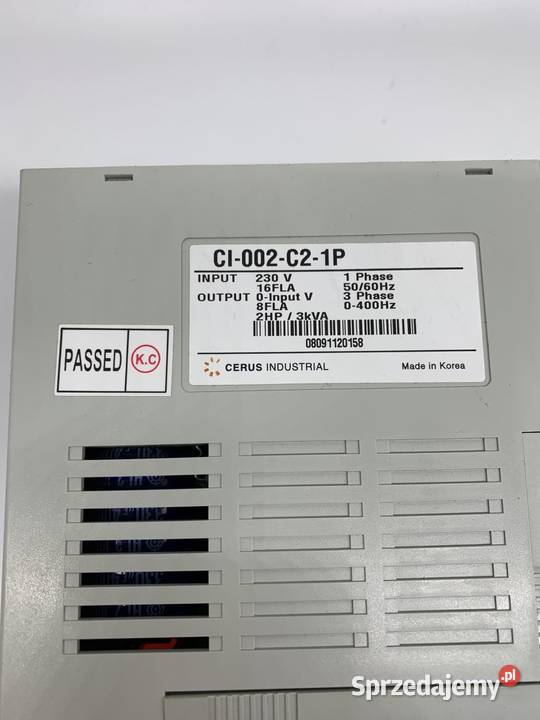 CI-002-C2-1P
INPUT 230 V 1 Phase
16FLA 50/60Hz
OUTPUT 0-Input V 3 Phase
8FLA 0-400Hz
2HP / 3kVA
08091120158
CERUS INDUSTRIAL Made in Korea
PASSED K.C
Sprzedajemy.pl